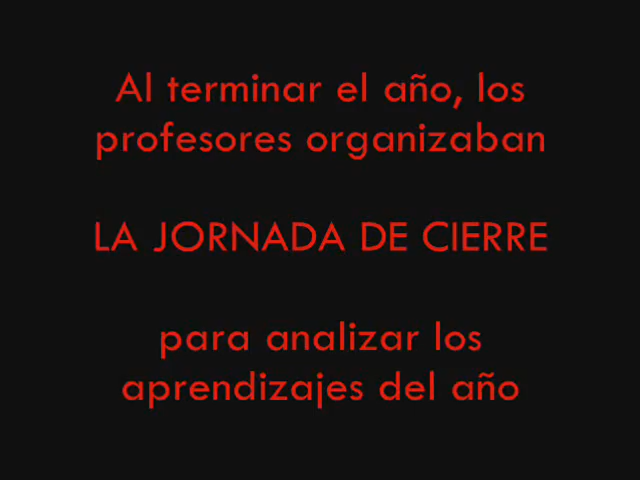 Al terminar el año, los
profesores organizaban
LA JORNADA DE CIERRE
para analizar los
aprendizajes del año